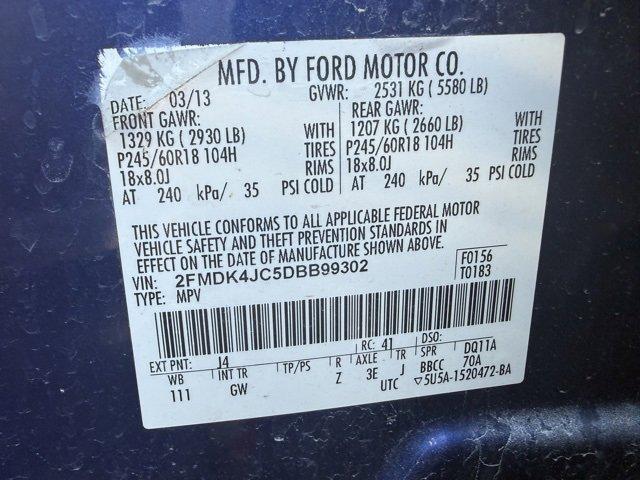 MFD. BY FORD MOTOR CO.
DATE: 03/13 GVWR: 2531 KG ( 5580 LB)
FRONT GAWR: REAR GAWR:
1329 KG ( 2930 LB) WITH 1207 KG ( 2660 LB) WITH
P245/60R18 104H TIRES P245/60R18 104H TIRES
18x8.0J RIMS 18x8.0J RIMS
AT 240 kPa/ 35 PSI COLD AT 240 kPa/ 35 PSI COLD
THIS VEHICLE CONFORMS TO ALL APPLICABLE FEDERAL MOTOR
VEHICLE SAFETY AND THEFT PREVENTION STANDARDS IN
EFFECT ON THE DATE OF MANUFACTURE SHOWN ABOVE.
VIN: 2FMDK4JC5DBB99302 F0156
TYPE: MPV T0183
EXT PNT: J4 RC: 41 DSO:
WB INT TR TP/PS R AXLE TR SPR DQ11A
111 GW Z 3E J BBCC 70A
UTC ▽5U5A-1520472-BA